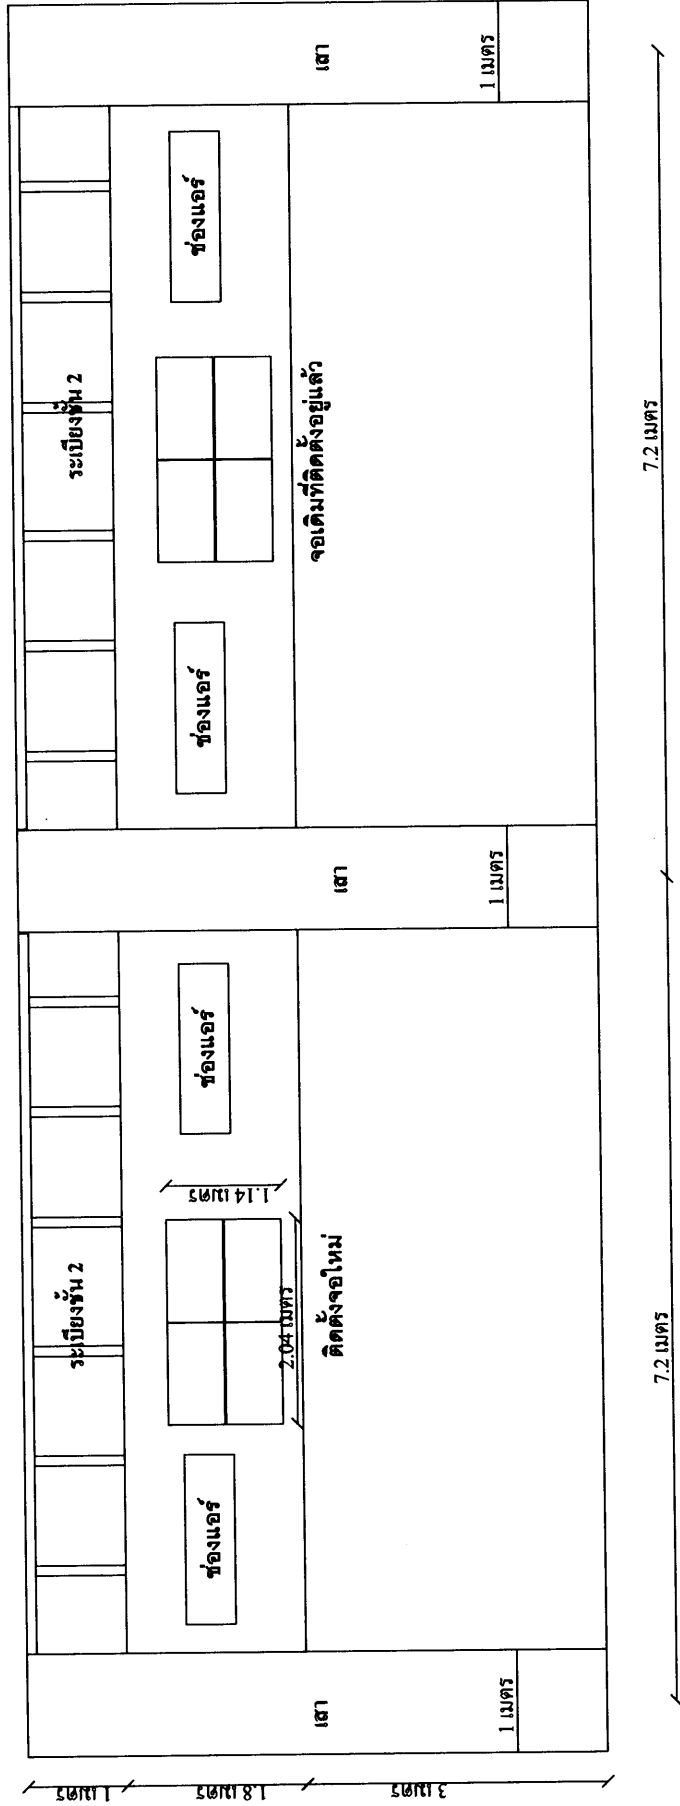 ระเบียงชั้น 2
ระเบียงชั้น 2
1 เมตร
1.8 เมตร
3 เมตร
ช่องแอร์
1.14 เมตร
ช่องแอร์
ช่องแอร์
ช่องแอร์
2.04 เมตร
เสา
ติดตั้งจอใหม่
เสา
จอเดิมที่ติดตั้งอยู่แล้ว
เสา
1 เมตร
1 เมตร
1 เมตร
7.2 เมตร
7.2 เมตร